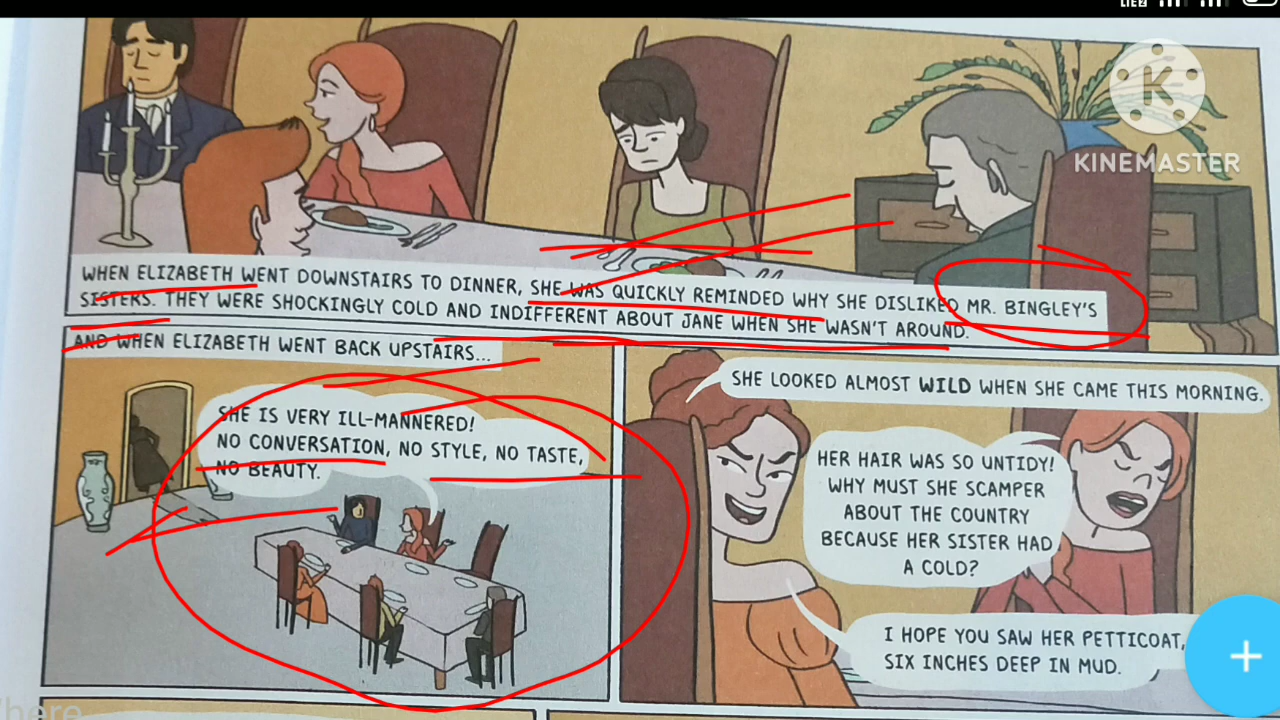 LTE2
KINEMASTER
WHEN ELIZABETH WENT DOWNSTAIRS TO DINNER, SHE WAS QUICKLY REMINDED WHY SHE DISLIKED MR. BINGLEY'S
SISTERS. THEY WERE SHOCKINGLY COLD AND INDIFFERENT ABOUT JANE WHEN SHE WASN'T AROUND.
AND WHEN ELIZABETH WENT BACK UPSTAIRS...
SHE IS VERY ILL-MANNERED!
NO CONVERSATION, NO STYLE, NO TASTE,
NO BEAUTY.
SHE LOOKED ALMOST WILD WHEN SHE CAME THIS MORNING.
HER HAIR WAS SO UNTIDY!
WHY MUST SHE SCAMPER
ABOUT THE COUNTRY
BECAUSE HER SISTER HAD
A COLD?
I HOPE YOU SAW HER PETTICOAT,
SIX INCHES DEEP IN MUD.